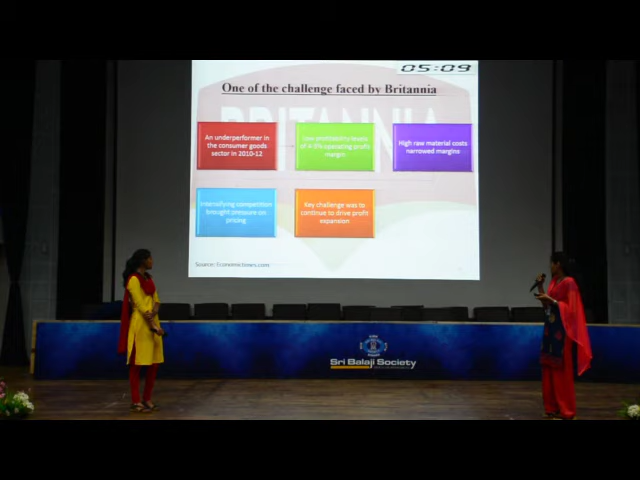 05:09
One of the challenge faced by Britannia
BRITANNIA
An underperformer in
the consumer goods
sector in 2010-12
Low profitability levels
of 4-6% operating profit
margin
High raw material costs
narrowed margins
Intensifying competition
brought pressure on
pricing
Key challenge was to
continue to drive profit
expansion
Source: Economictimes.com
Sri Balaji Society